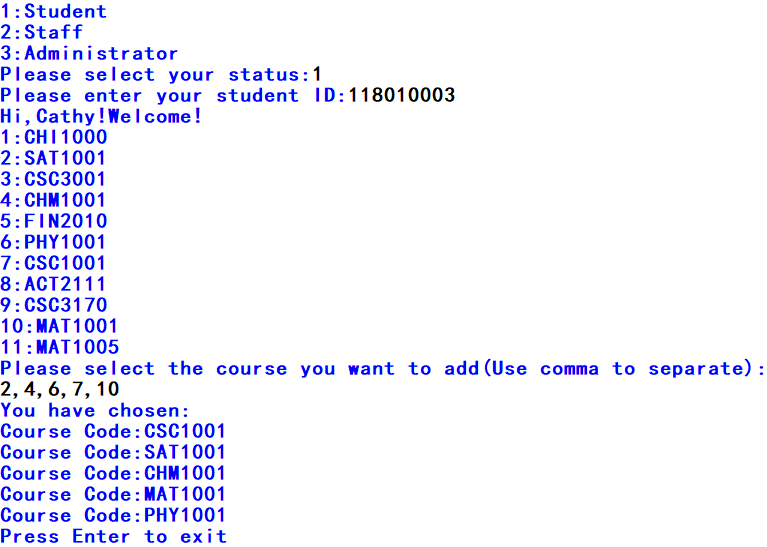 1:Student
2:Staff
3:Administrator
Please select your status:1
Please enter your student ID:118010003
Hi,Cathy!Welcome!
1:CHI1000
2:SAT1001
3:CSC3001
4:CHM1001
5:FIN2010
6:PHY1001
7:CSC1001
8:ACT2111
9:CSC3170
10:MAT1001
11:MAT1005
Please select the course you want to add(Use comma to separate):
2,4,6,7,10
You have chosen:
Course Code:CSC1001
Course Code:SAT1001
Course Code:CHM1001
Course Code:MAT1001
Course Code:PHY1001
Press Enter to exit